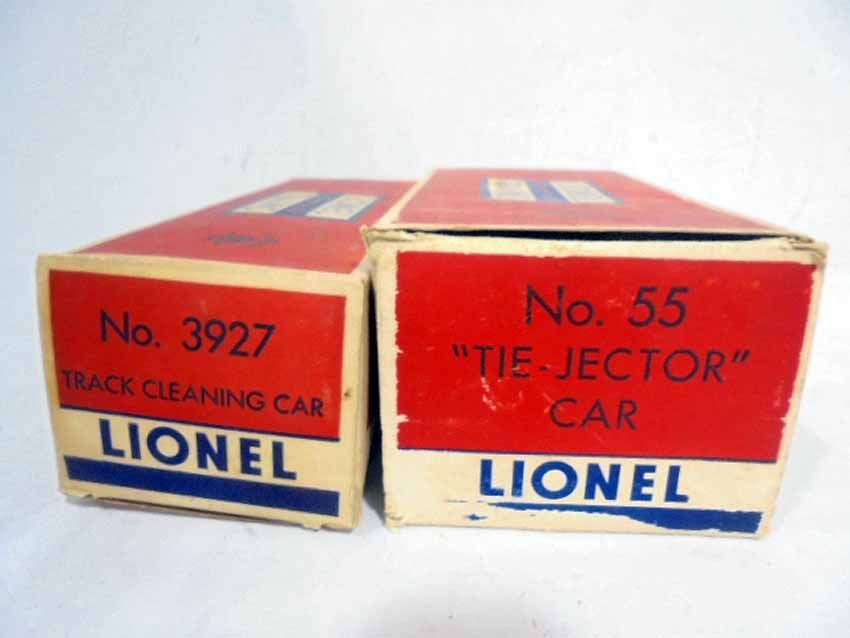 No. 3927
TRACK CLEANING CAR
LIONEL
No. 55
"TIE-JECTOR"
CAR
LIONEL